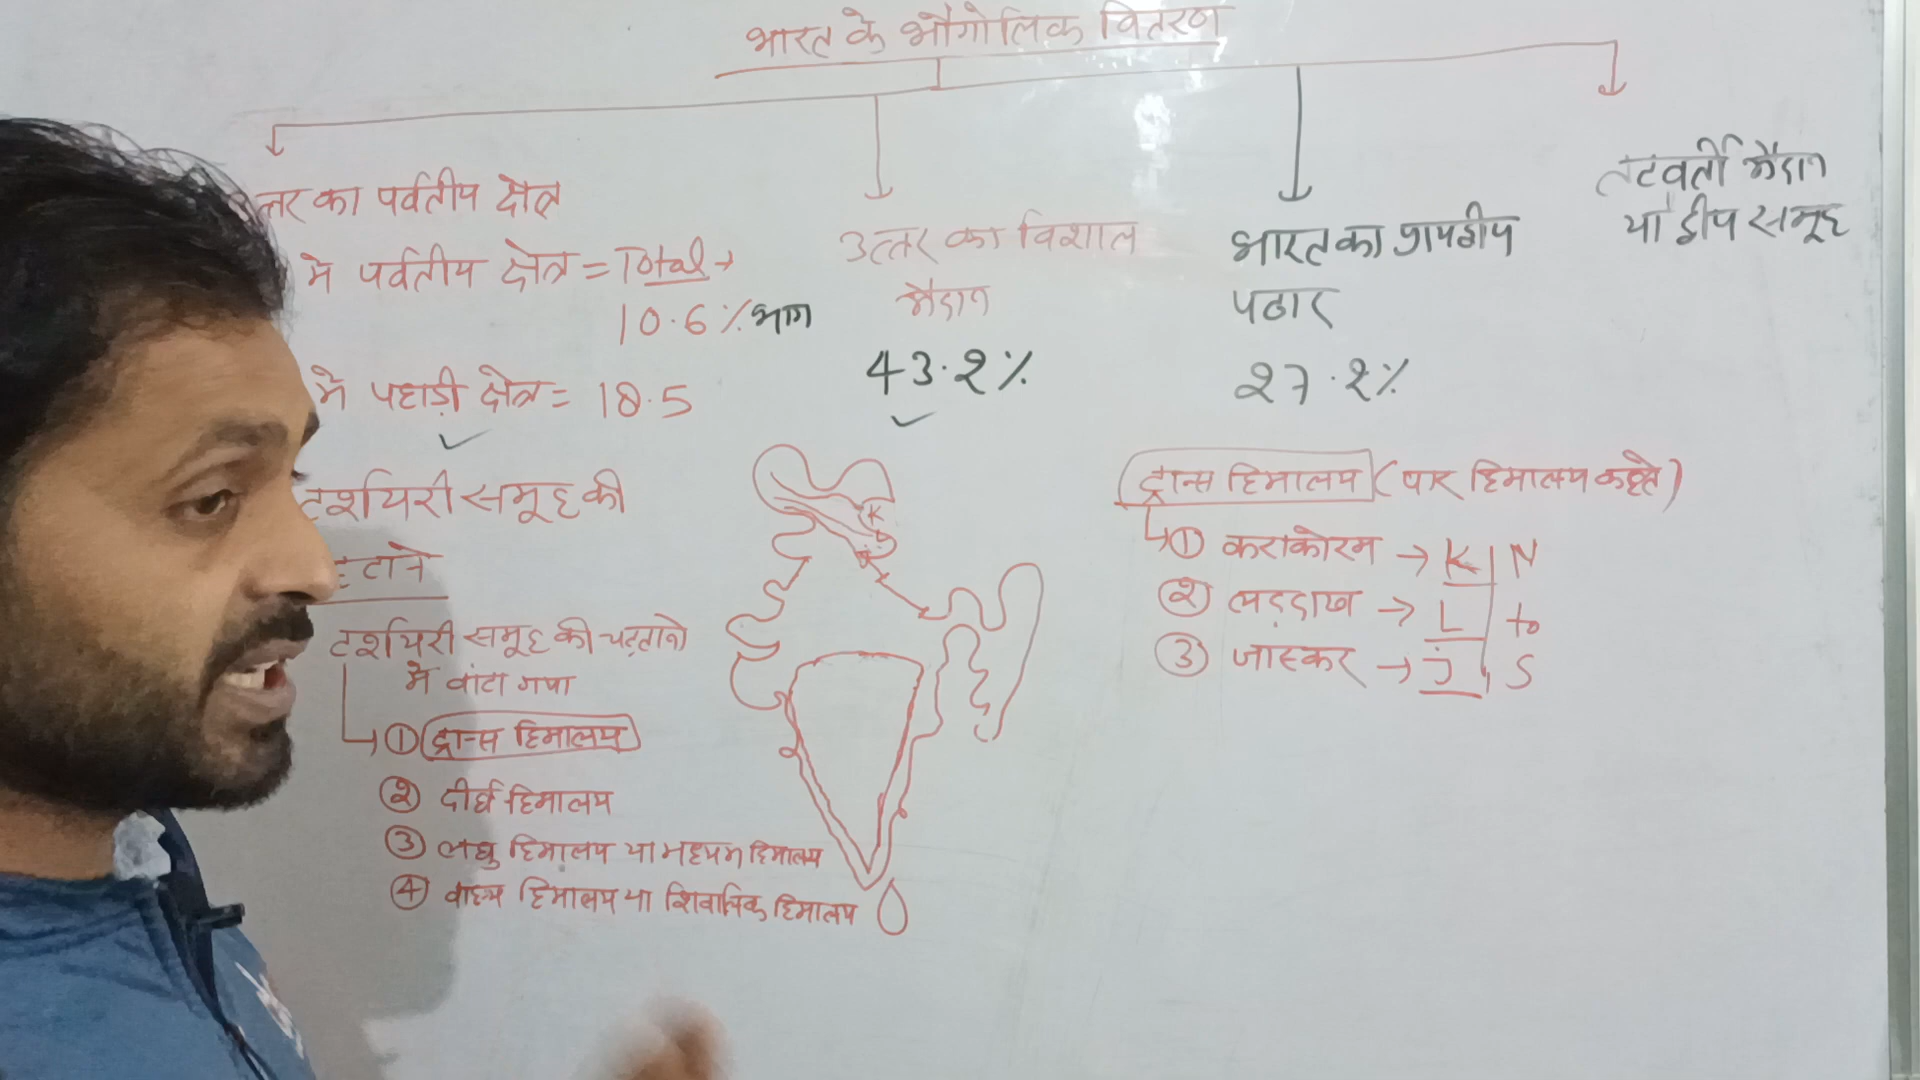 भारत के भौगोलिक वितरण
त्तर का पर्वतीय क्षेत्र
मे पर्वतीय क्षेत्र = Total →
10.6 % भाग
मे पहाड़ी क्षेत्र = 18.5
टर्शियरी समूह की
टर्शियरी समूह की चट्टानो
मे बांटा गया
① ट्रान्स हिमालय
② दीर्घ हिमालय
③ लघु हिमालय या मध्यम हिमालय
④ बाह्य हिमालय या शिवालिक हिमालय
उत्तर का विशाल
मैदान
43.2 %
K
भारत का प्रायद्वीप
पठार
27.2 %
तटवर्ती मैदान
या द्वीप समूह
ट्रान्स हिमालय (पार हिमालय कहते)
① कराकोरम → K | N
② लद्दाख → L | to
③ जास्कर → J | S